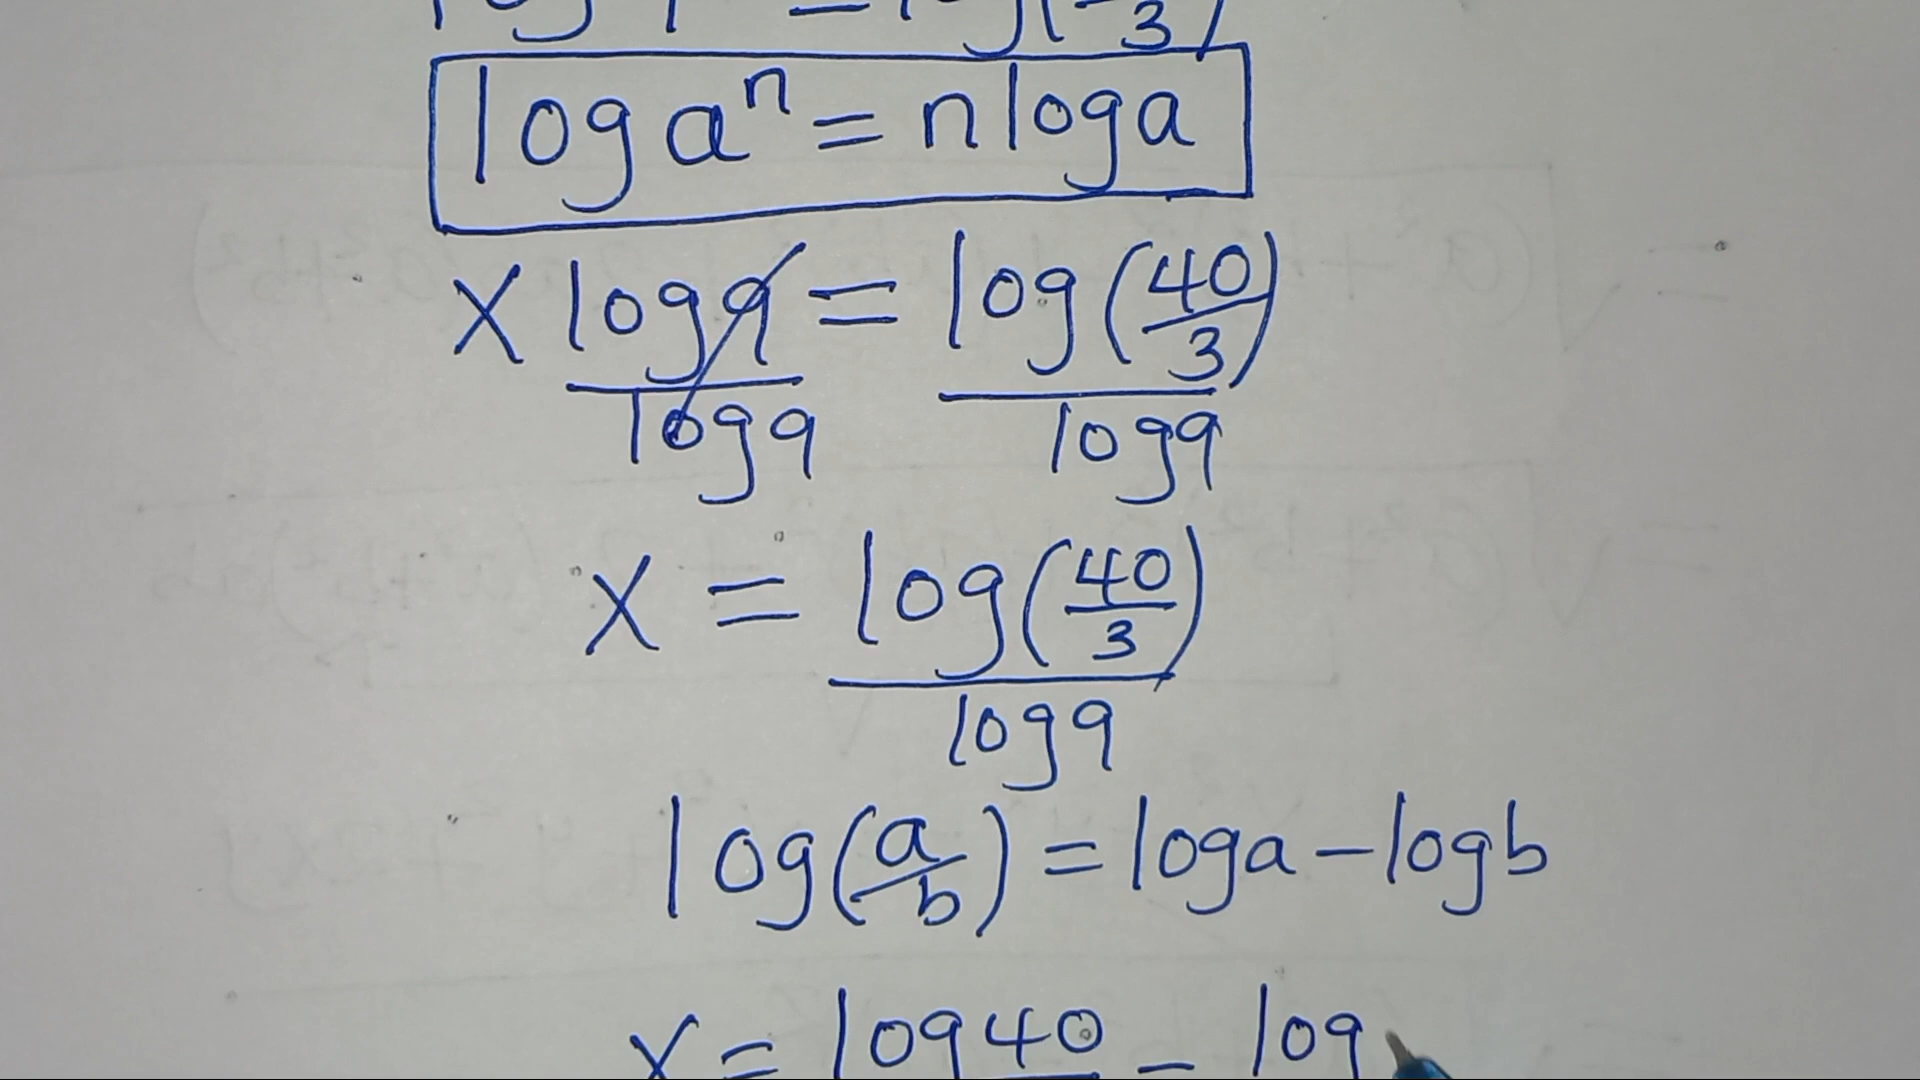 log aⁿ = n log a
x log 9 = log(40/3)
log 9 log 9
x = log(40/3)
log 9
log(a/b) = log a - log b
x = log 40 - log